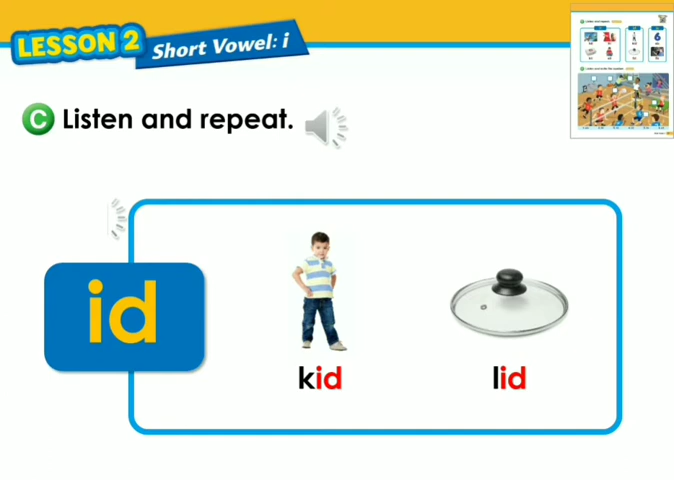 LESSON 2
Short Vowel: i
C Listen and repeat.
id
kid
lid